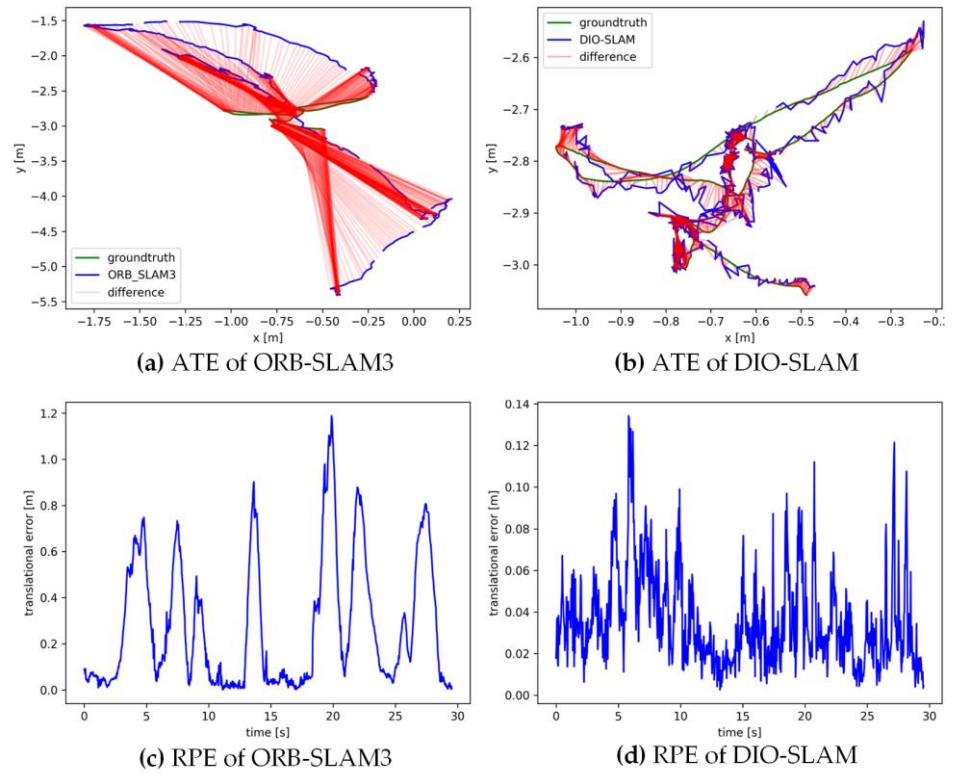 −1.5
−2.0
−2.5
−3.0
−3.5
−4.0
−4.5
−5.0
−5.5
y [m]
groundtruth
ORB_SLAM3
difference
−1.75 −1.25 −1.00 −0.75 −0.50 −0.25 0.00 0.25
x [m]
(a) ATE of ORB-SLAM3
groundtruth
DIO-SLAM
difference
−2.6
−2.7
−2.8
−2.9
−3.0
y [m]
−1.0 −0.9 −0.8 −0.7 −0.6 −0.5 −0.4 −0.3
x [m]
(b) ATE of DIO-SLAM
1.2
1.0
0.8
0.6
0.4
0.2
0.0
translational error [m]
0 5 10 15 20 25 30
time [s]
(c) RPE of ORB-SLAM3
0.14
0.12
0.10
0.08
0.06
0.04
0.02
0.00
translational error [m]
0 5 10 15 20 25 30
time [s]
(d) RPE of DIO-SLAM